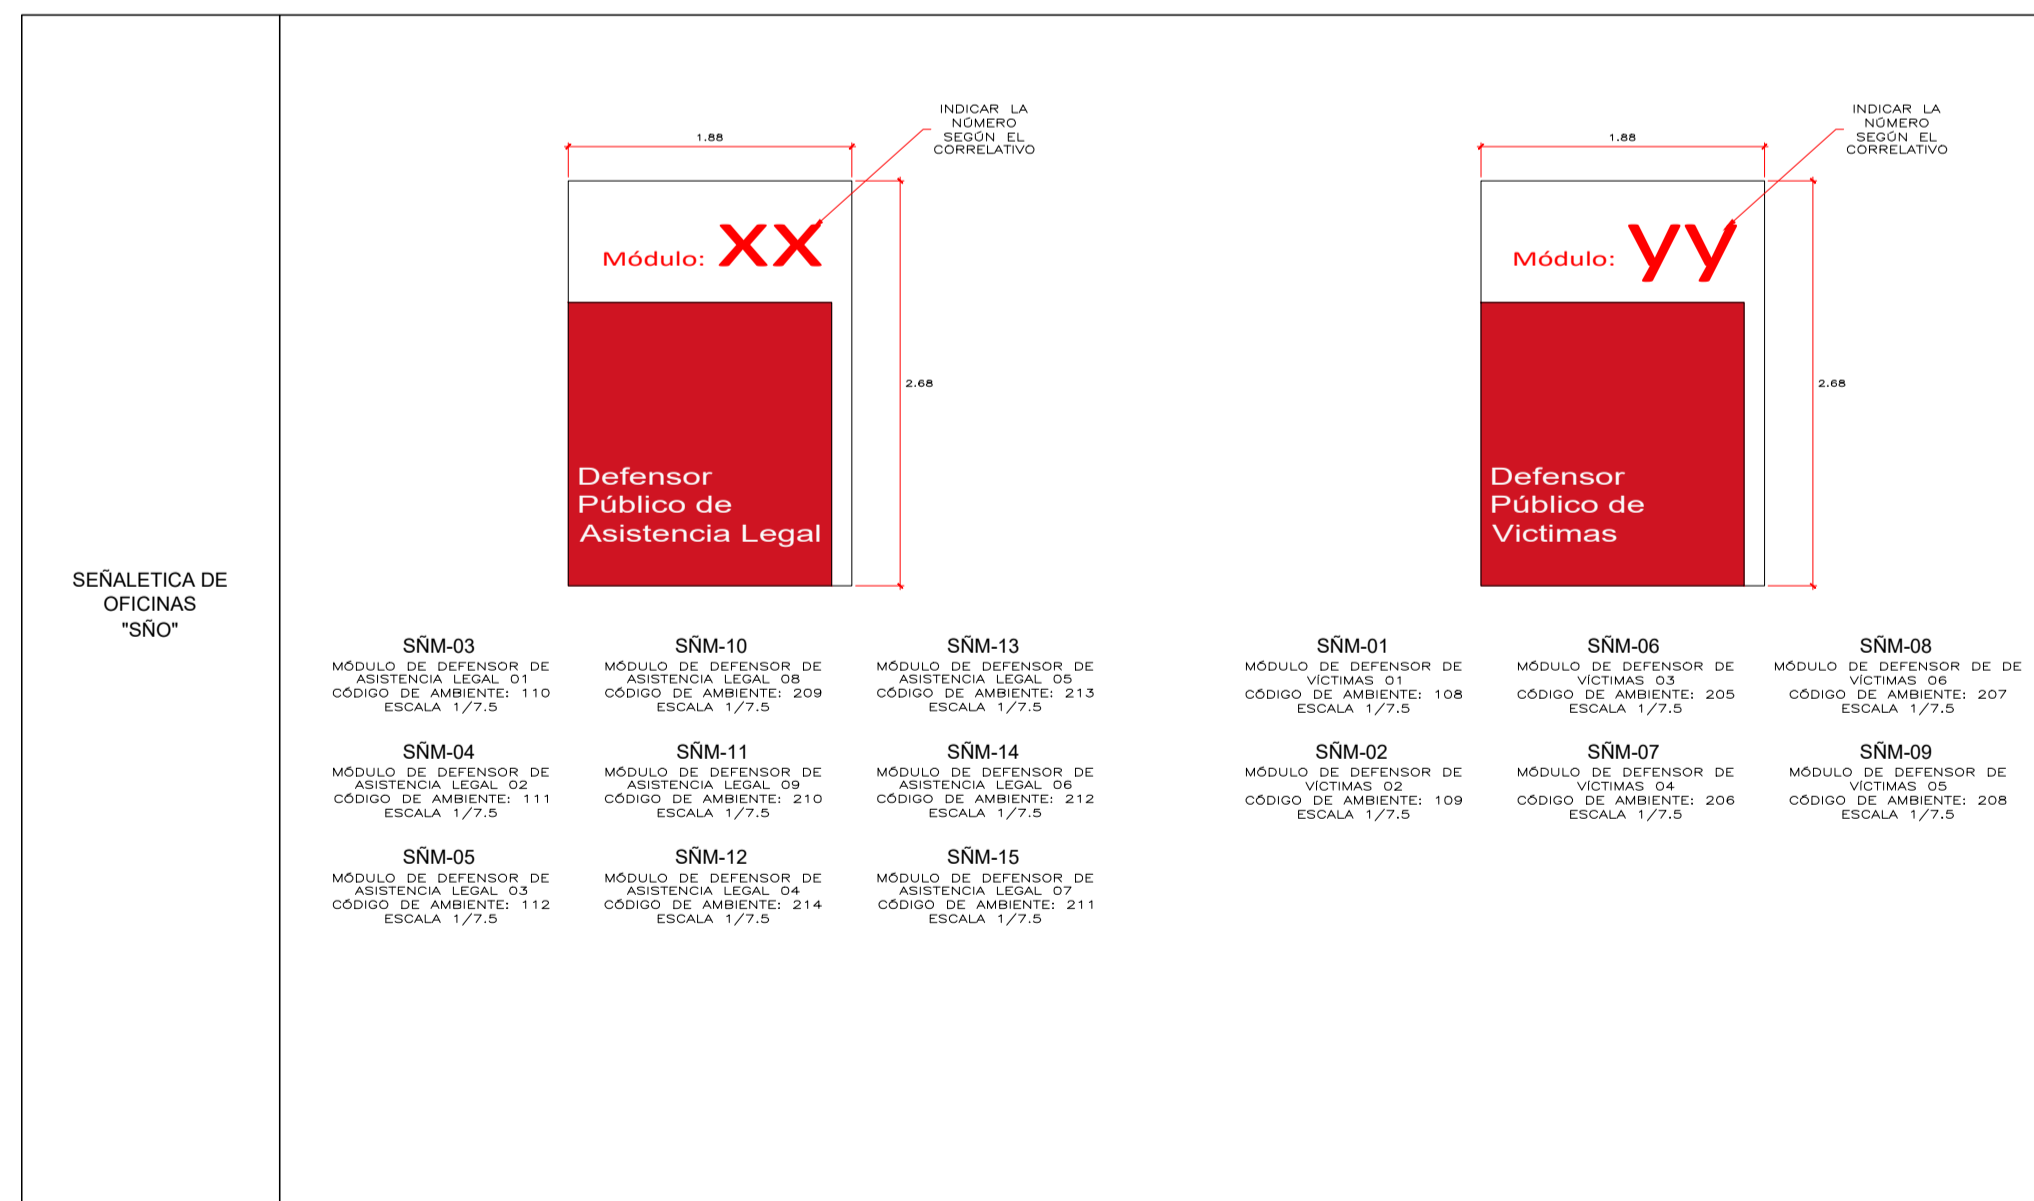 SEÑALETICA DE
OFICINAS
"SÑO"
1.88
INDICAR LA
NÚMERO
SEGÚN EL
CORRELATIVO
Módulo: XX
2.68
Defensor
Público de
Asistencia Legal
SÑM-03
MÓDULO DE DEFENSOR DE
ASISTENCIA LEGAL 01
CÓDIGO DE AMBIENTE: 110
ESCALA 1/7.5
SÑM-10
MÓDULO DE DEFENSOR DE
ASISTENCIA LEGAL 08
CÓDIGO DE AMBIENTE: 209
ESCALA 1/7.5
SÑM-13
MÓDULO DE DEFENSOR DE
ASISTENCIA LEGAL 05
CÓDIGO DE AMBIENTE: 213
ESCALA 1/7.5
SÑM-04
MÓDULO DE DEFENSOR DE
ASISTENCIA LEGAL 02
CÓDIGO DE AMBIENTE: 111
ESCALA 1/7.5
SÑM-11
MÓDULO DE DEFENSOR DE
ASISTENCIA LEGAL 09
CÓDIGO DE AMBIENTE: 210
ESCALA 1/7.5
SÑM-14
MÓDULO DE DEFENSOR DE
ASISTENCIA LEGAL 06
CÓDIGO DE AMBIENTE: 212
ESCALA 1/7.5
SÑM-05
MÓDULO DE DEFENSOR DE
ASISTENCIA LEGAL 03
CÓDIGO DE AMBIENTE: 112
ESCALA 1/7.5
SÑM-12
MÓDULO DE DEFENSOR DE
ASISTENCIA LEGAL 04
CÓDIGO DE AMBIENTE: 214
ESCALA 1/7.5
SÑM-15
MÓDULO DE DEFENSOR DE
ASISTENCIA LEGAL 07
CÓDIGO DE AMBIENTE: 211
ESCALA 1/7.5
1.88
INDICAR LA
NÚMERO
SEGÚN EL
CORRELATIVO
Módulo: yy
2.68
Defensor
Público de
Victimas
SÑM-01
MÓDULO DE DEFENSOR DE
VÍCTIMAS 01
CÓDIGO DE AMBIENTE: 108
ESCALA 1/7.5
SÑM-06
MÓDULO DE DEFENSOR DE
VÍCTIMAS 03
CÓDIGO DE AMBIENTE: 205
ESCALA 1/7.5
SÑM-08
MÓDULO DE DEFENSOR DE DE
VÍCTIMAS 06
CÓDIGO DE AMBIENTE: 207
ESCALA 1/7.5
SÑM-02
MÓDULO DE DEFENSOR DE
VÍCTIMAS 02
CÓDIGO DE AMBIENTE: 109
ESCALA 1/7.5
SÑM-07
MÓDULO DE DEFENSOR DE
VÍCTIMAS 04
CÓDIGO DE AMBIENTE: 206
ESCALA 1/7.5
SÑM-09
MÓDULO DE DEFENSOR DE
VÍCTIMAS 05
CÓDIGO DE AMBIENTE: 208
ESCALA 1/7.5